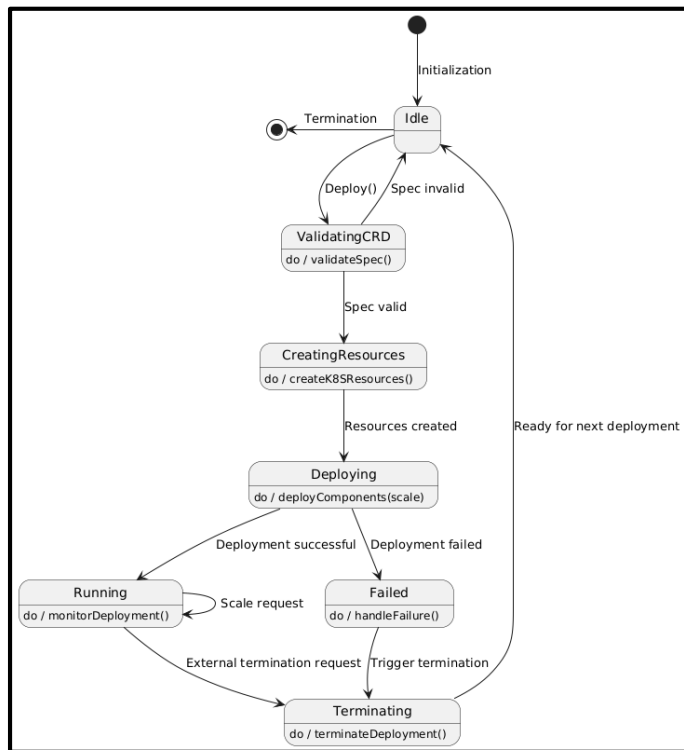 Initialization
Idle
Termination
Deploy()
Spec invalid
ValidatingCRD
do / validateSpec()
Spec valid
CreatingResources
do / createK8SResources()
Resources created
Ready for next deployment
Deploying
do / deployComponents(scale)
Deployment successful
Deployment failed
Running
do / monitorDeployment()
Scale request
Failed
do / handleFailure()
External termination request
Trigger termination
Terminating
do / terminateDeployment()